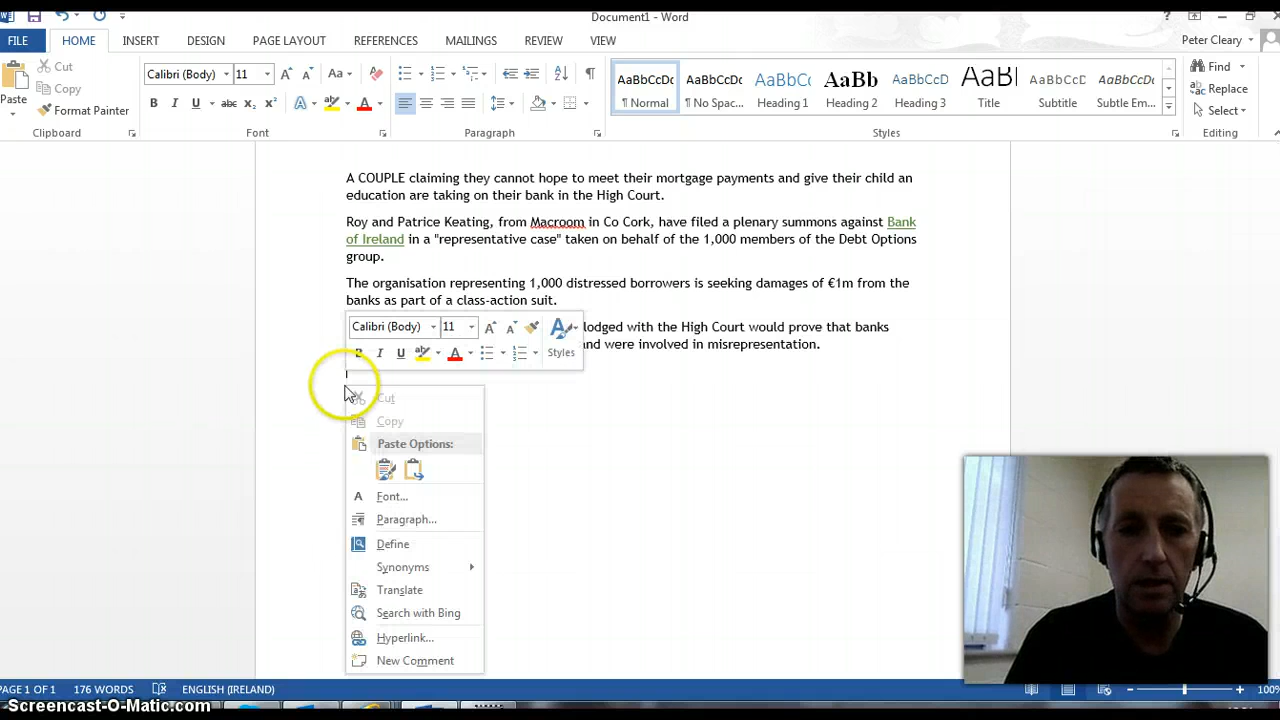 Document1 - Word
FILE HOME INSERT DESIGN PAGE LAYOUT REFERENCES MAILINGS REVIEW VIEW Peter Cleary
Cut
Copy
Format Painter
Paste
Calibri (Body) 11
AaBbCcDc AaBbCcDc AaBbCcD AaBb AaBbCcD AaBl AaBbCcD AaBbCcD
¶ Normal ¶ No Spac... Heading 1 Heading 2 Heading 3 Title Subtitle Subtle Em...
Find
Replace
Select
Clipboard Font Paragraph Styles Editing
A COUPLE claiming they cannot hope to meet their mortgage payments and give their child an
education are taking on their bank in the High Court.
Roy and Patrice Keating, from Macroom in Co Cork, have filed a plenary summons against Bank
of Ireland in a "representative case" taken on behalf of the 1,000 members of the Debt Options
group.
The organisation representing 1,000 distressed borrowers is seeking damages of €1m from the
banks as part of a class-action suit.
lodged with the High Court would prove that banks
and were involved in misrepresentation.
Calibri (Body) 11
B I U A Styles
Cut
Copy
Paste Options:
Font...
Paragraph...
Define
Synonyms
Translate
Search with Bing
Hyperlink...
New Comment
PAGE 1 OF 1 176 WORDS ENGLISH (IRELAND) 100%
Screencast-O-Matic.com